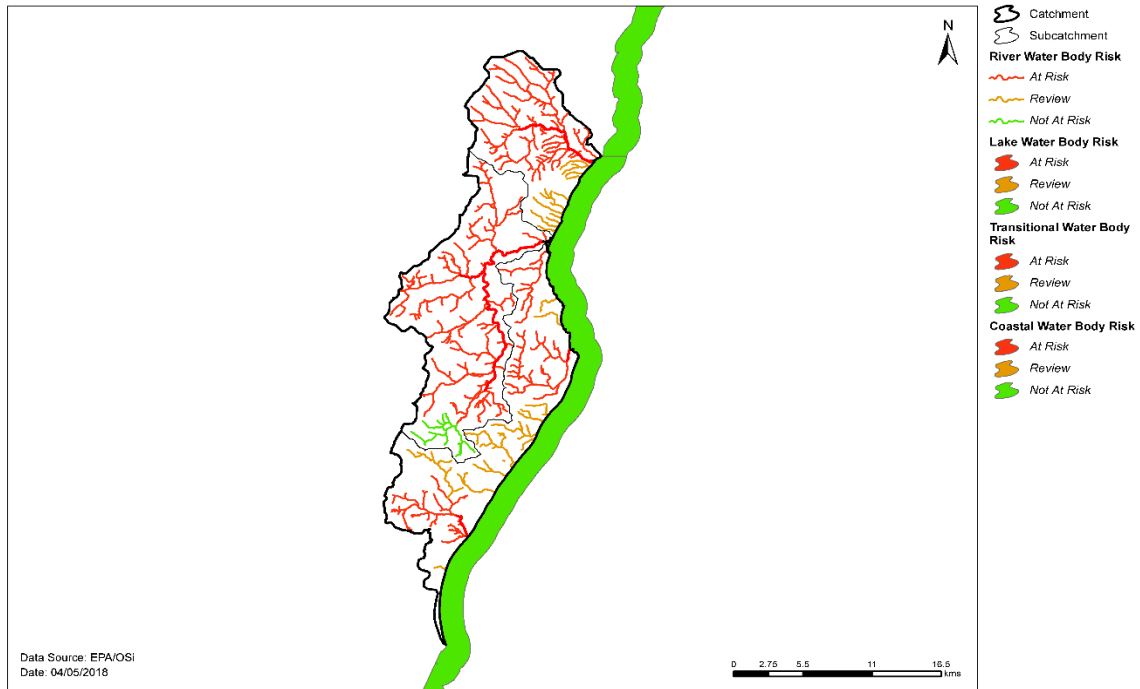 N
Catchment
Subcatchment
River Water Body Risk
At Risk
Review
Not At Risk
Lake Water Body Risk
At Risk
Review
Not At Risk
Transitional Water Body
Risk
At Risk
Review
Not At Risk
Coastal Water Body Risk
At Risk
Review
Not At Risk
Data Source: EPA/OSi
Date: 04/05/2018
0 2.75 5.5 11 16.5
kms